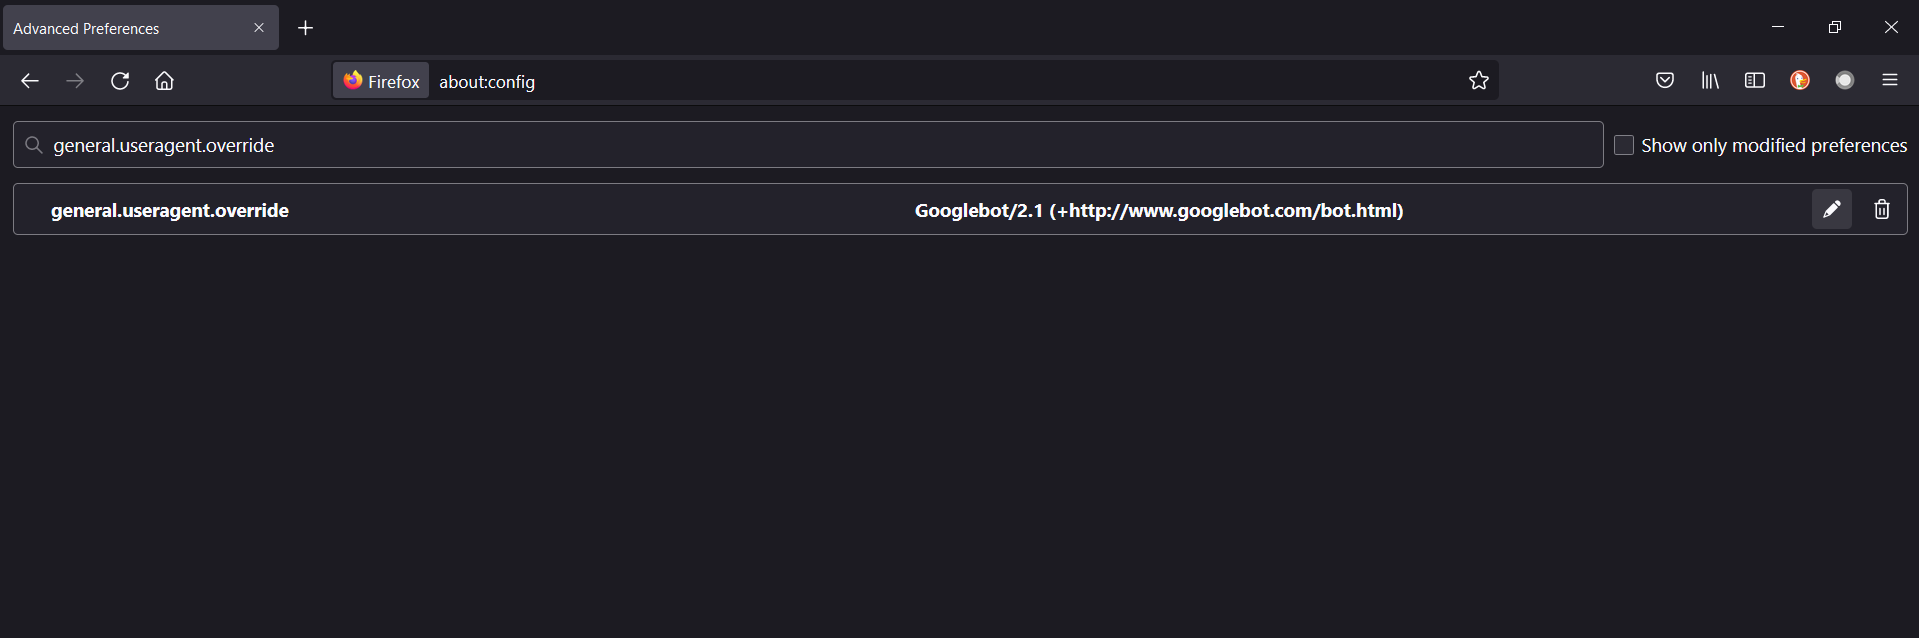 Advanced Preferences
Firefox about:config
general.useragent.override
Show only modified preferences
general.useragent.override Googlebot/2.1 (+http://www.googlebot.com/bot.html)